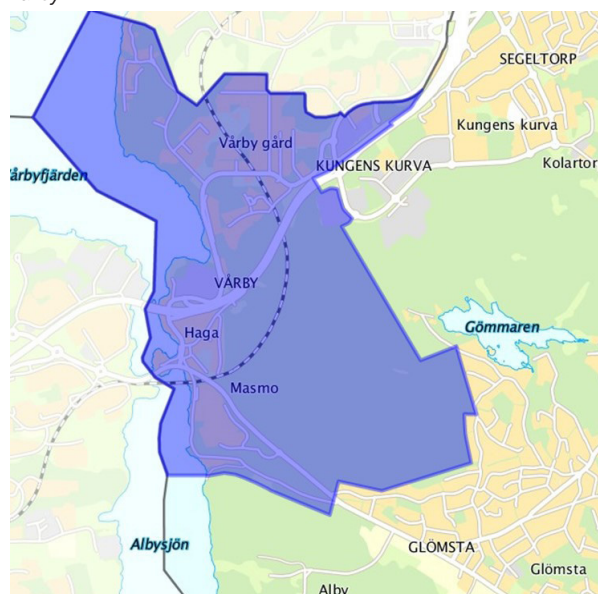 SEGELTORP
Kungens kurva
Vårby gård
KUNGENS KURVA
Kolartor
årbyfjärden
VÅRBY
Gömmaren
Haga
Masmo
Albysjön
GLÖMSTA
Glömsta
Alby